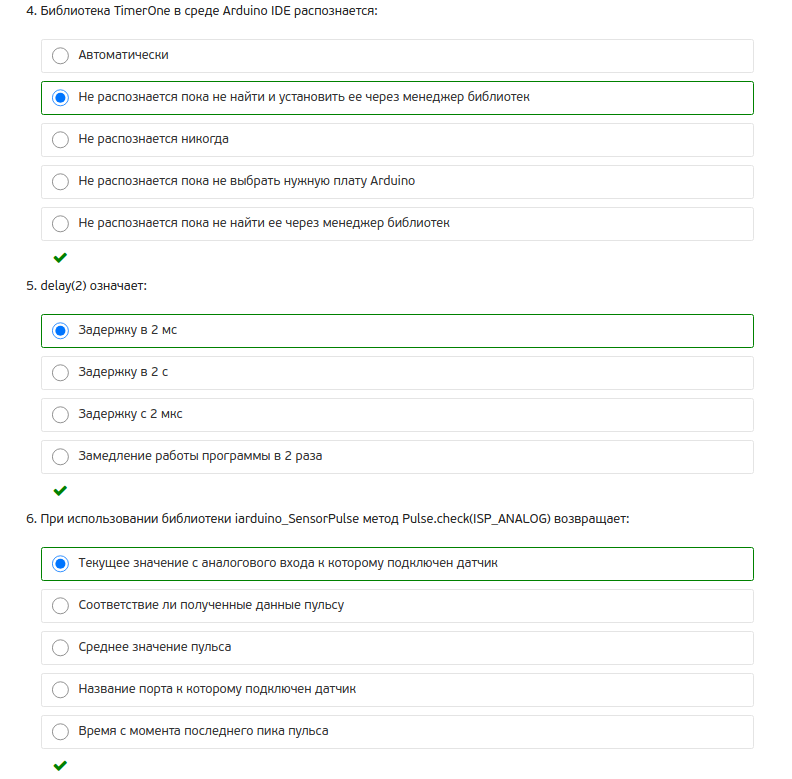 4. Библиотека TimerOne в среде Arduino IDE распознается:
Автоматически
Не распознается пока не найти и установить ее через менеджер библиотек
Не распознается никогда
Не распознается пока не выбрать нужную плату Arduino
Не распознается пока не найти ее через менеджер библиотек
5. delay(2) означает:
Задержку в 2 мс
Задержку в 2 с
Задержку с 2 мкс
Замедление работы программы в 2 раза
6. При использовании библиотеки iarduino_SensorPulse метод Pulse.check(ISP_ANALOG) возвращает:
Текущее значение с аналогового входа к которому подключен датчик
Соответствие ли полученные данные пульсу
Среднее значение пульса
Название порта к которому подключен датчик
Время с момента последнего пика пульса